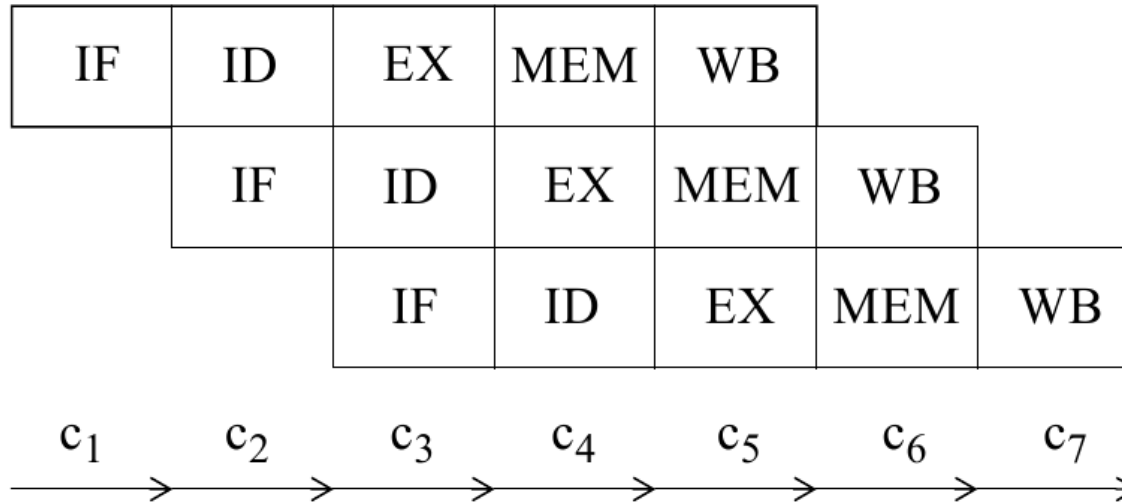 IF ID EX MEM WB
IF ID EX MEM WB
IF ID EX MEM WB
c₁ c₂ c₃ c₄ c₅ c₆ c₇